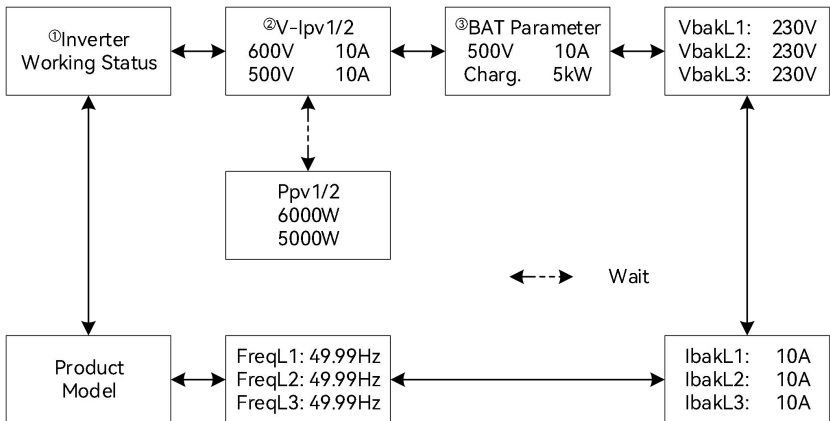 ①Inverter
Working Status
②V-Ipv1/2
600V 10A
500V 10A
③BAT Parameter
500V 10A
Charg. 5kW
VbakL1: 230V
VbakL2: 230V
VbakL3: 230V
Ppv1/2
6000W
5000W
Wait
Product
Model
FreqL1: 49.99Hz
FreqL2: 49.99Hz
FreqL3: 49.99Hz
IbakL1: 10A
IbakL2: 10A
IbakL3: 10A